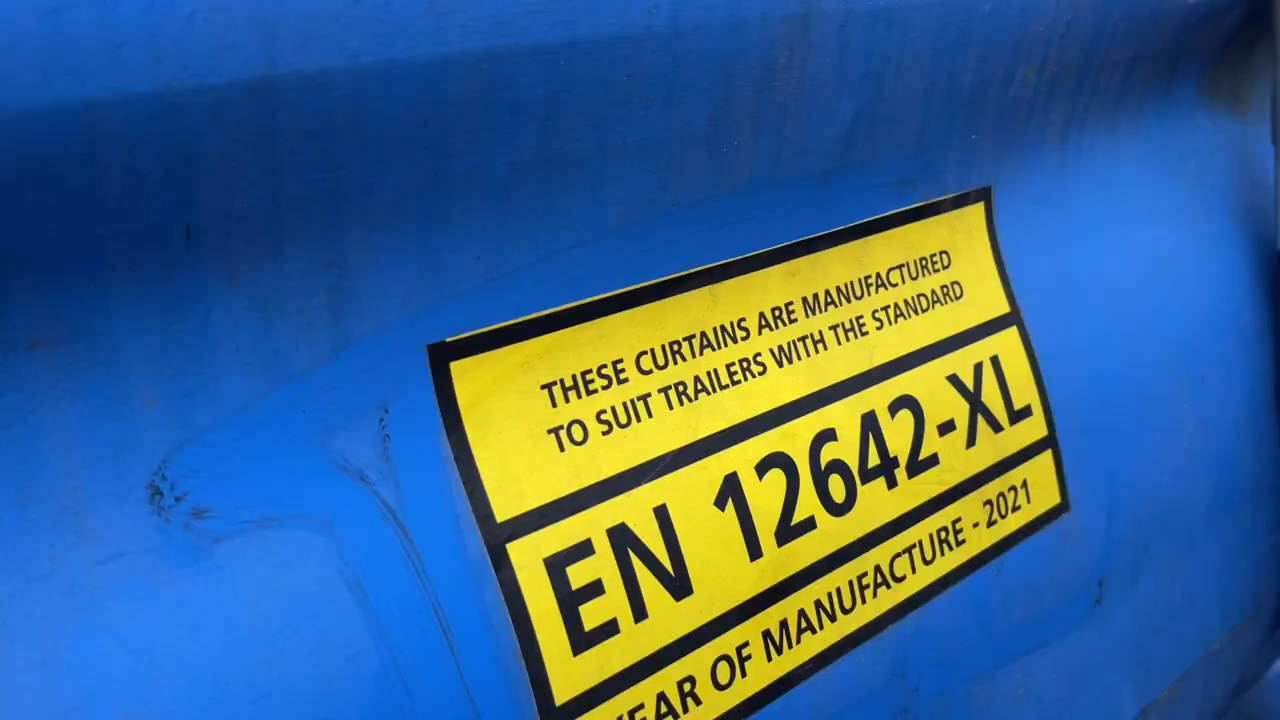 THESE CURTAINS ARE MANUFACTURED
TO SUIT TRAILERS WITH THE STANDARD
EN 12642-XL
YEAR OF MANUFACTURE - 2021